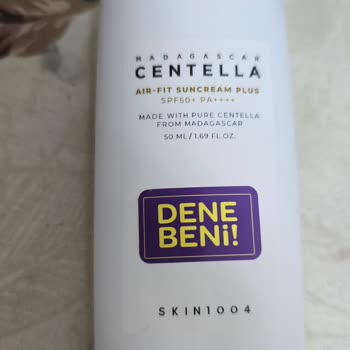 MADAGASCAR
CENTELLA
AIR-FIT SUNCREAM PLUS
SPF50+ PA++++
MADE WITH PURE CENTELLA
FROM MADAGASCAR
50 ML / 1.69 FL.OZ.
DENE
BENi!
SKIN1004